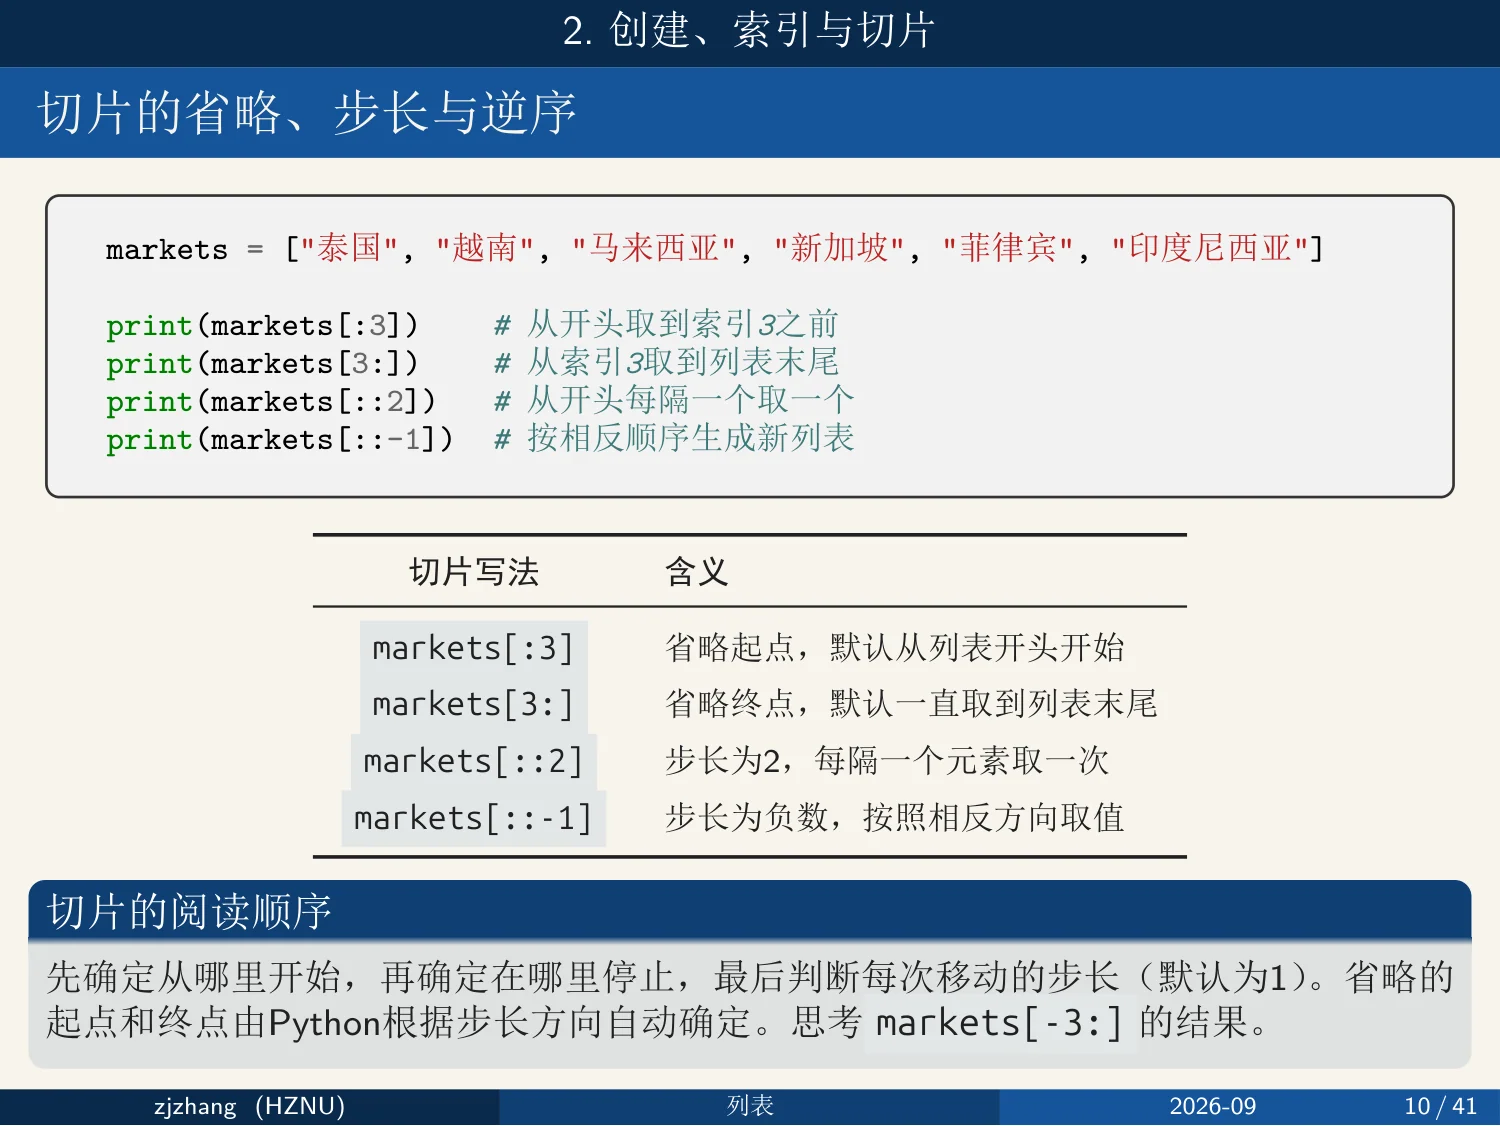 2. 创建、索引与切片
切片的省略、步长与逆序
markets = ["泰国", "越南", "马来西亚", "新加坡", "菲律宾", "印度尼西亚"]
print(markets[:3])    # 从开头取到索引3之前
print(markets[3:])    # 从索引3取到列表末尾
print(markets[::2])   # 从开头每隔一个取一个
print(markets[::-1])  # 按相反顺序生成新列表
切片写法 含义
markets[:3] 省略起点，默认从列表开头开始
markets[3:] 省略终点，默认一直取到列表末尾
markets[::2] 步长为2，每隔一个元素取一次
markets[::-1] 步长为负数，按照相反方向取值
切片的阅读顺序
先确定从哪里开始，再确定在哪里停止，最后判断每次移动的步长（默认为1）。省略的
起点和终点由Python根据步长方向自动确定。思考 markets[-3:] 的结果。
zjzhang (HZNU) 列表 2026-09 10 / 41